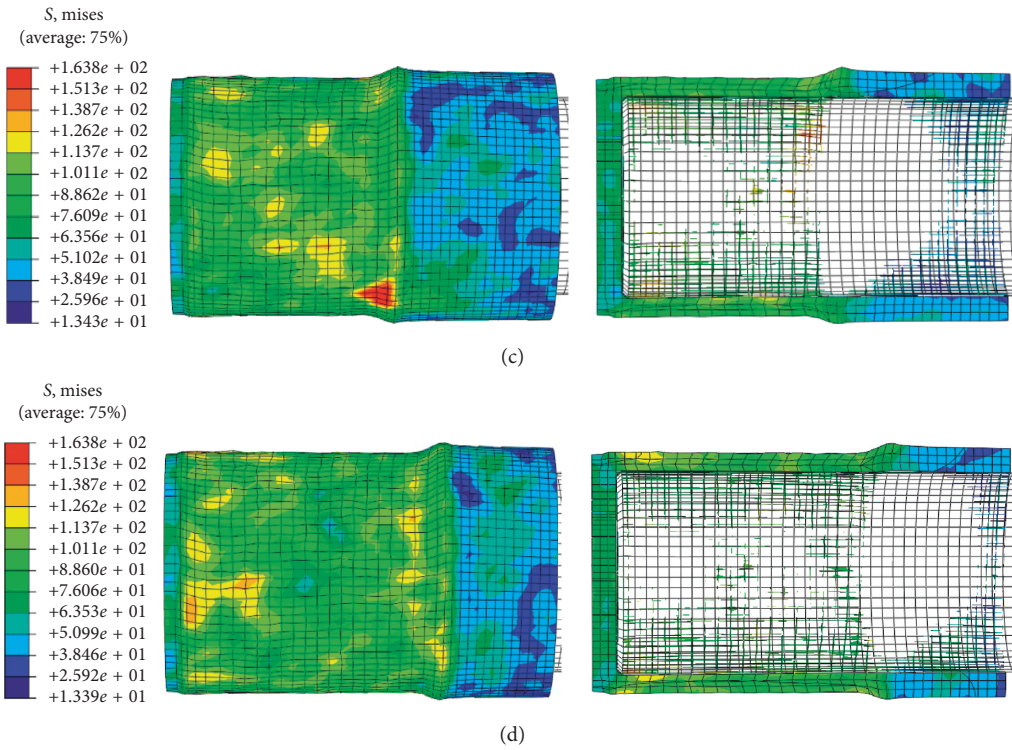 S, mises
(average: 75%)
+1.638e + 02
+1.513e + 02
+1.387e + 02
+1.262e + 02
+1.137e + 02
+1.011e + 02
+8.862e + 01
+7.609e + 01
+6.356e + 01
+5.102e + 01
+3.849e + 01
+2.596e + 01
+1.343e + 01
(c)
S, mises
(average: 75%)
+1.638e + 02
+1.513e + 02
+1.387e + 02
+1.262e + 02
+1.137e + 02
+1.011e + 02
+8.860e + 01
+7.606e + 01
+6.353e + 01
+5.099e + 01
+3.846e + 01
+2.592e + 01
+1.339e + 01
(d)